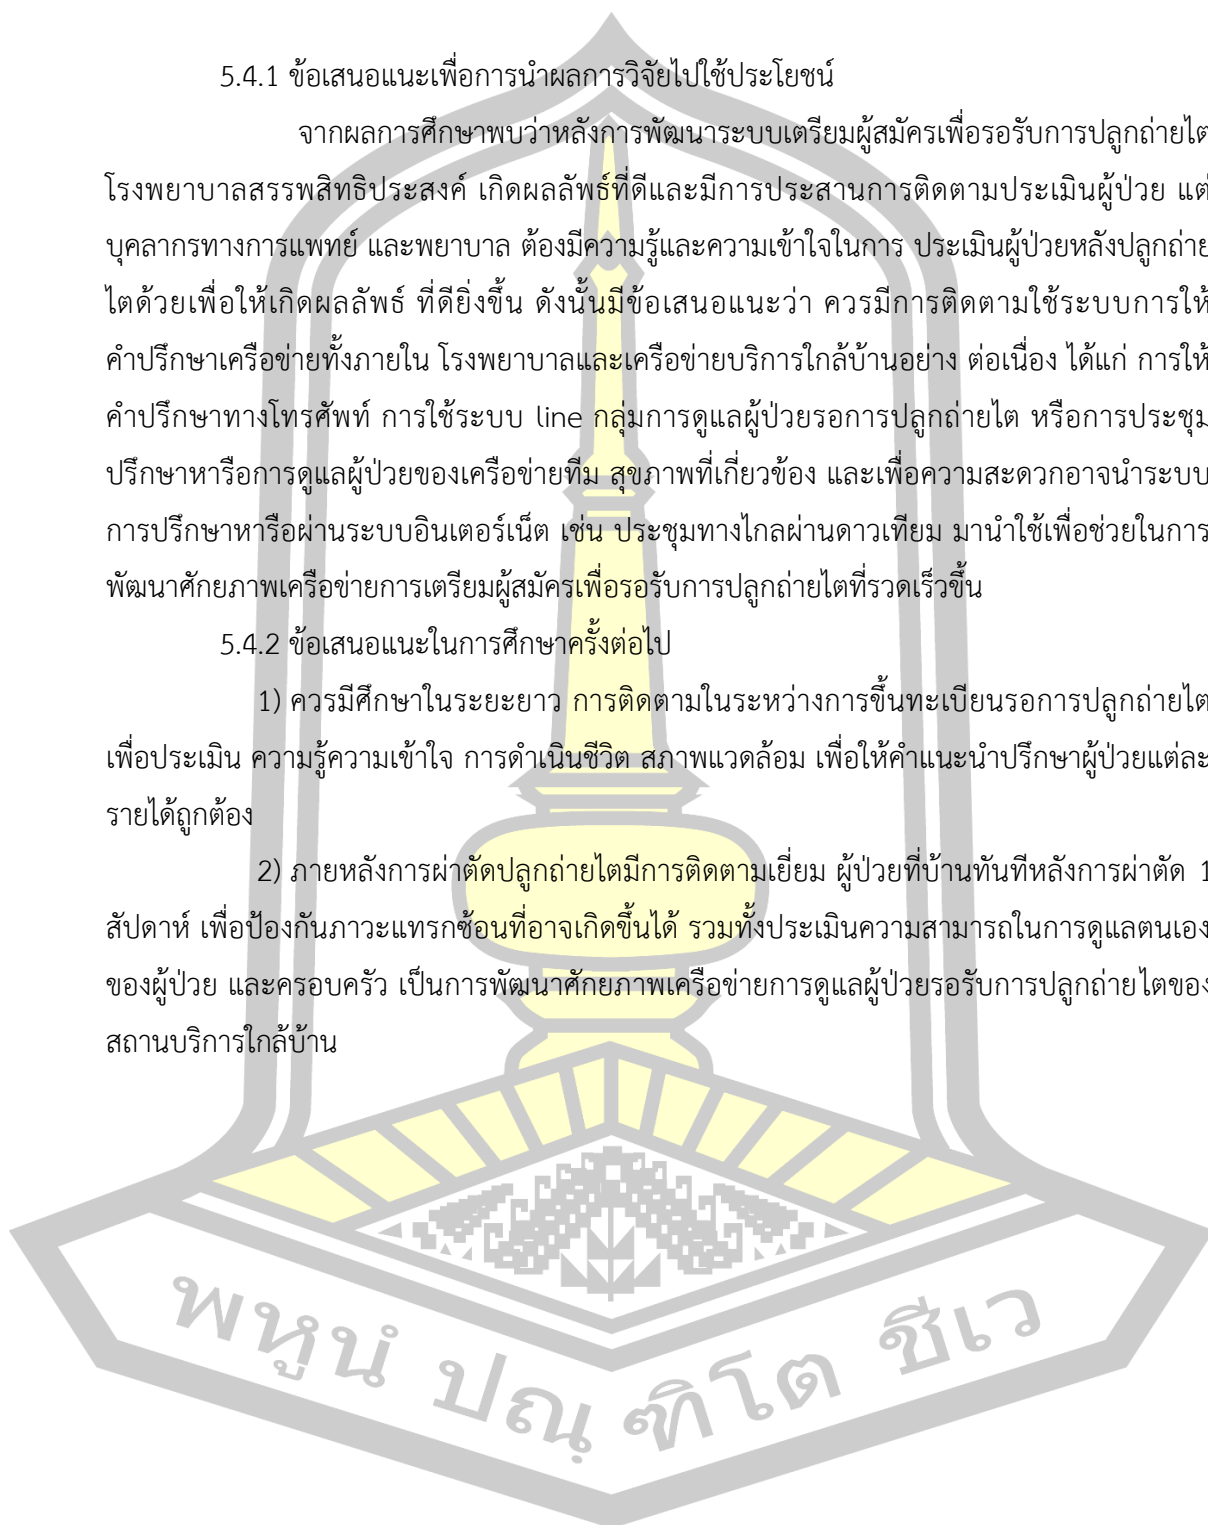 5.4.1 ข้อเสนอแนะเพื่อการนำผลการวิจัยไปใช้ประโยชน์
จากผลการศึกษาพบว่าหลังการพัฒนาระบบเตรียมผู้สมัครเพื่อรอรับการปลูกถ่ายไต
โรงพยาบาลสรรพสิทธิประสงค์ เกิดผลลัพธ์ที่ดีและมีการประสานการติดตามประเมินผู้ป่วย แต่
บุคลากรทางการแพทย์ และพยาบาล ต้องมีความรู้และความเข้าใจในการ ประเมินผู้ป่วยหลังปลูกถ่าย
ไตด้วยเพื่อให้เกิดผลลัพธ์ ที่ดียิ่งขึ้น ดังนั้นมีข้อเสนอแนะว่า ควรมีการติดตามใช้ระบบการให้
คำปรึกษาเครือข่ายทั้งภายใน โรงพยาบาลและเครือข่ายบริการใกล้บ้านอย่าง ต่อเนื่อง ได้แก่ การให้
คำปรึกษาทางโทรศัพท์ การใช้ระบบ line กลุ่มการดูแลผู้ป่วยรอการปลูกถ่ายไต หรือการประชุม
ปรึกษาหารือการดูแลผู้ป่วยของเครือข่ายทีม สุขภาพที่เกี่ยวข้อง และเพื่อความสะดวกอาจนำระบบ
การปรึกษาหารือผ่านระบบอินเตอร์เน็ต เช่น ประชุมทางไกลผ่านดาวเทียม มานำใช้เพื่อช่วยในการ
พัฒนาศักยภาพเครือข่ายการเตรียมผู้สมัครเพื่อรอรับการปลูกถ่ายไตที่รวดเร็วขึ้น
5.4.2 ข้อเสนอแนะในการศึกษาครั้งต่อไป
1) ควรมีศึกษาในระยะยาว การติดตามในระหว่างการขึ้นทะเบียนรอการปลูกถ่ายไต
เพื่อประเมิน ความรู้ความเข้าใจ การดำเนินชีวิต สภาพแวดล้อม เพื่อให้คำแนะนำปรึกษาผู้ป่วยแต่ละ
รายได้ถูกต้อง
2) ภายหลังการผ่าตัดปลูกถ่ายไตมีการติดตามเยี่ยม ผู้ป่วยที่บ้านทันทีหลังการผ่าตัด 1
สัปดาห์ เพื่อป้องกันภาวะแทรกซ้อนที่อาจเกิดขึ้นได้ รวมทั้งประเมินความสามารถในการดูแลตนเอง
ของผู้ป่วย และครอบครัว เป็นการพัฒนาศักยภาพเครือข่ายการดูแลผู้ป่วยรอรับการปลูกถ่ายไตของ
สถานบริการใกล้บ้าน
พหูนํ ปณฺฑิโต ชีเว